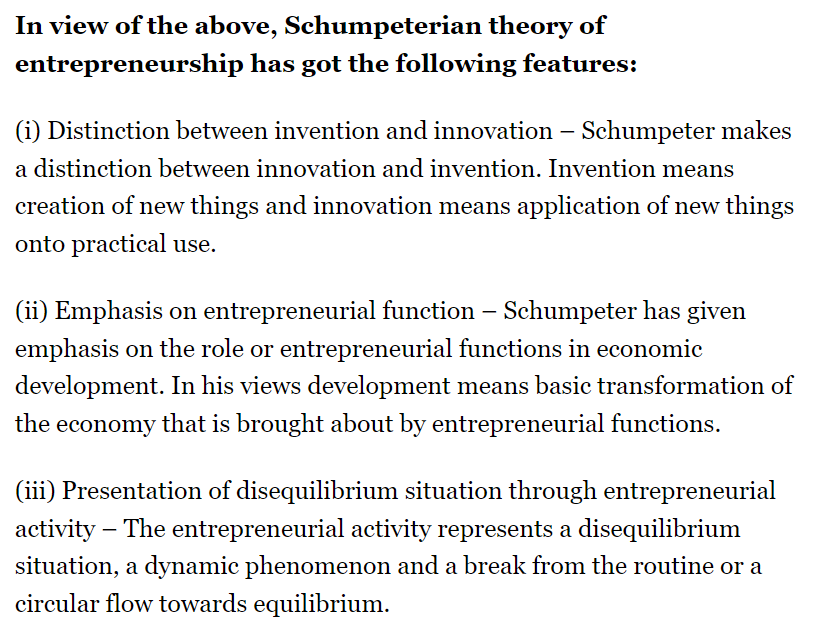 In view of the above, Schumpeterian theory of
entrepreneurship has got the following features:
(i) Distinction between invention and innovation – Schumpeter makes
a distinction between innovation and invention. Invention means
creation of new things and innovation means application of new things
onto practical use.
(ii) Emphasis on entrepreneurial function – Schumpeter has given
emphasis on the role or entrepreneurial functions in economic
development. In his views development means basic transformation of
the economy that is brought about by entrepreneurial functions.
(iii) Presentation of disequilibrium situation through entrepreneurial
activity – The entrepreneurial activity represents a disequilibrium
situation, a dynamic phenomenon and a break from the routine or a
circular flow towards equilibrium.